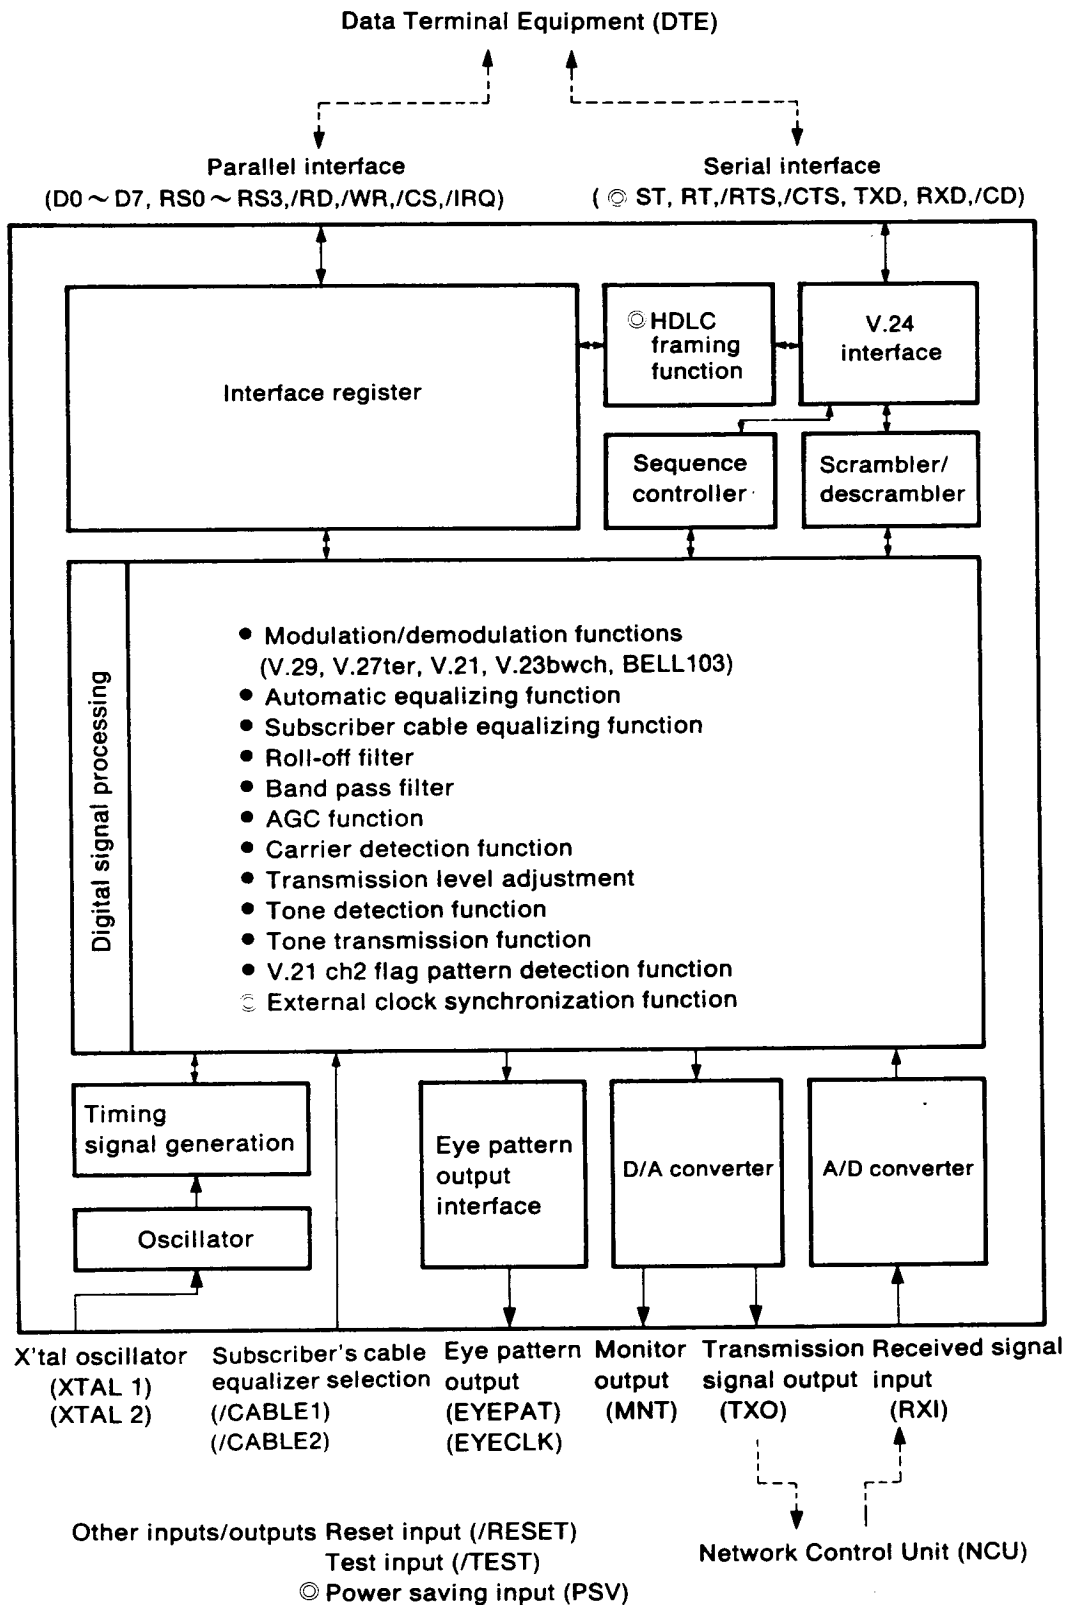 Data Terminal Equipment (DTE)
Parallel interface
(D0 ~ D7, RS0 ~ RS3,/RD,/WR,/CS,/IRQ)
Serial interface
( ◎ ST, RT,/RTS,/CTS, TXD, RXD,/CD)
Interface register
◎ HDLC
framing
function
V.24
interface
Sequence
controller
Scrambler/
descrambler
Digital signal processing
● Modulation/demodulation functions
(V.29, V.27ter, V.21, V.23bwch, BELL103)
● Automatic equalizing function
● Subscriber cable equalizing function
● Roll-off filter
● Band pass filter
● AGC function
● Carrier detection function
● Transmission level adjustment
● Tone detection function
● Tone transmission function
● V.21 ch2 flag pattern detection function
◎ External clock synchronization function
Timing
signal generation
Oscillator
Eye pattern
output
interface
D/A converter
A/D converter
X'tal oscillator
(XTAL 1)
(XTAL 2)
Subscriber's cable
equalizer selection
(/CABLE1)
(/CABLE2)
Eye pattern
output
(EYEPAT)
(EYECLK)
Monitor
output
(MNT)
Transmission
signal output
(TXO)
Received signal
input
(RXI)
Other inputs/outputs Reset input (/RESET)
Test input (/TEST)
◎ Power saving input (PSV)
Network Control Unit (NCU)